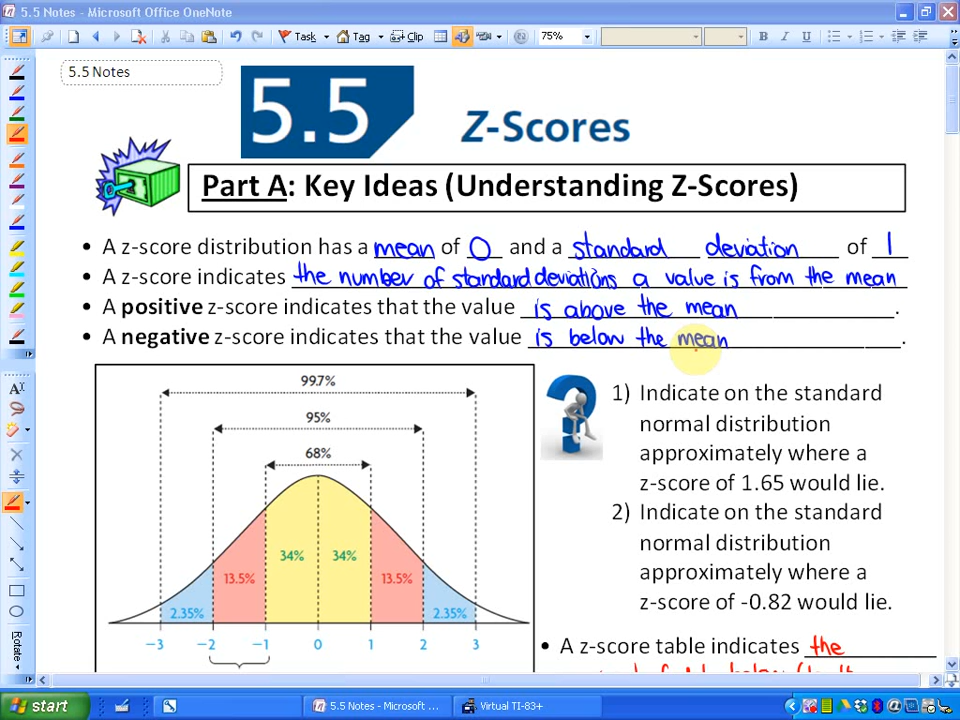 5.5 Notes - Microsoft Office OneNote
Task Tag Clip 75% B I U
5.5 Notes
5.5 Z-Scores
Part A: Key Ideas (Understanding Z-Scores)
• A z-score distribution has a mean of 0 and a standard deviation of 1
• A z-score indicates the number of standard deviations a value is from the mean
• A positive z-score indicates that the value is above the mean.
• A negative z-score indicates that the value is below the mean.
99.7%
95%
68%
34% 34%
13.5% 13.5%
2.35% 2.35%
−3 −2 −1 0 1 2 3
1) Indicate on the standard
normal distribution
approximately where a
z-score of 1.65 would lie.
2) Indicate on the standard
normal distribution
approximately where a
z-score of -0.82 would lie.
• A z-score table indicates the
Rotate
start 5.5 Notes - Microsoft ... Virtual TI-83+